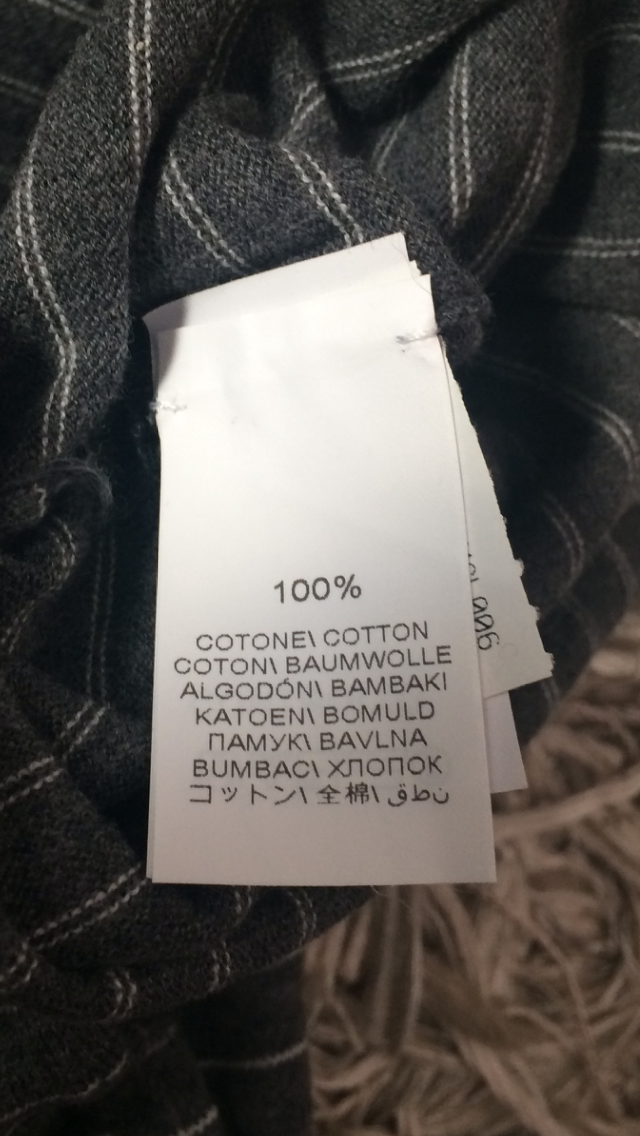 100%
COTONE\ COTTON
COTON\ BAUMWOLLE
ALGODÓN\ BAMBAKI
KATOEN\ BOMULD
ПАМУК\ BAVLNA
BUMBAC\ ХЛОПОК
コットン\ 全棉\ قطن
006